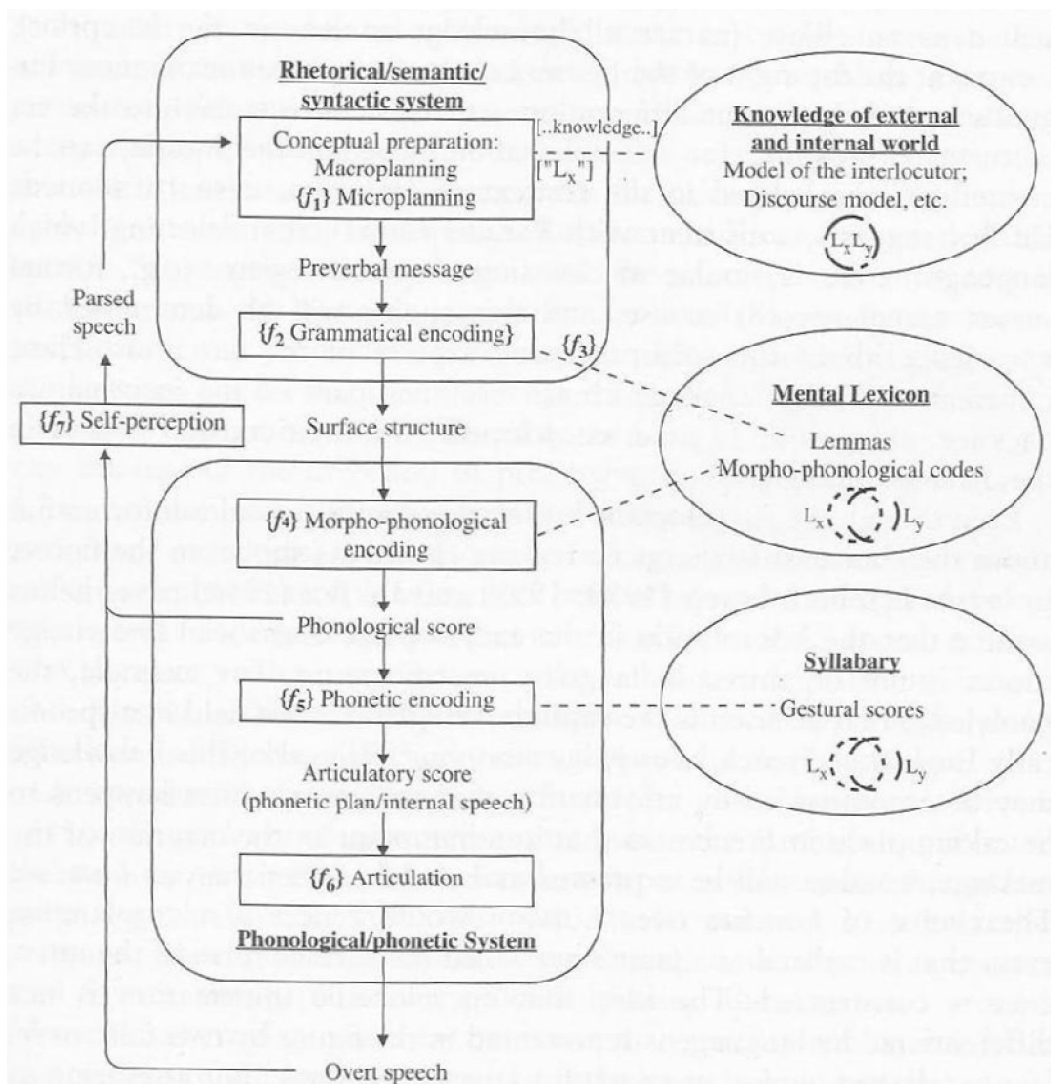 Rhetorical/semantic/
syntactic system
Conceptual preparation:
Macroplanning
{f1} Microplanning
[..knowledge..]
["Lx"]
Knowledge of external
and internal world
Model of the interlocutor;
Discourse model, etc.
Lx Ly
Preverbal message
Parsed
speech
{f2 Grammatical encoding}
{f3}
{f7} Self-perception
Surface structure
Mental Lexicon
Lemmas
Morpho-phonological codes
Lx Ly
{f4} Morpho-phonological
encoding
Phonological score
Syllabary
{f5} Phonetic encoding
Gestural scores
Lx Ly
Articulatory score
(phonetic plan/internal speech)
{f6} Articulation
Phonological/phonetic System
Overt speech